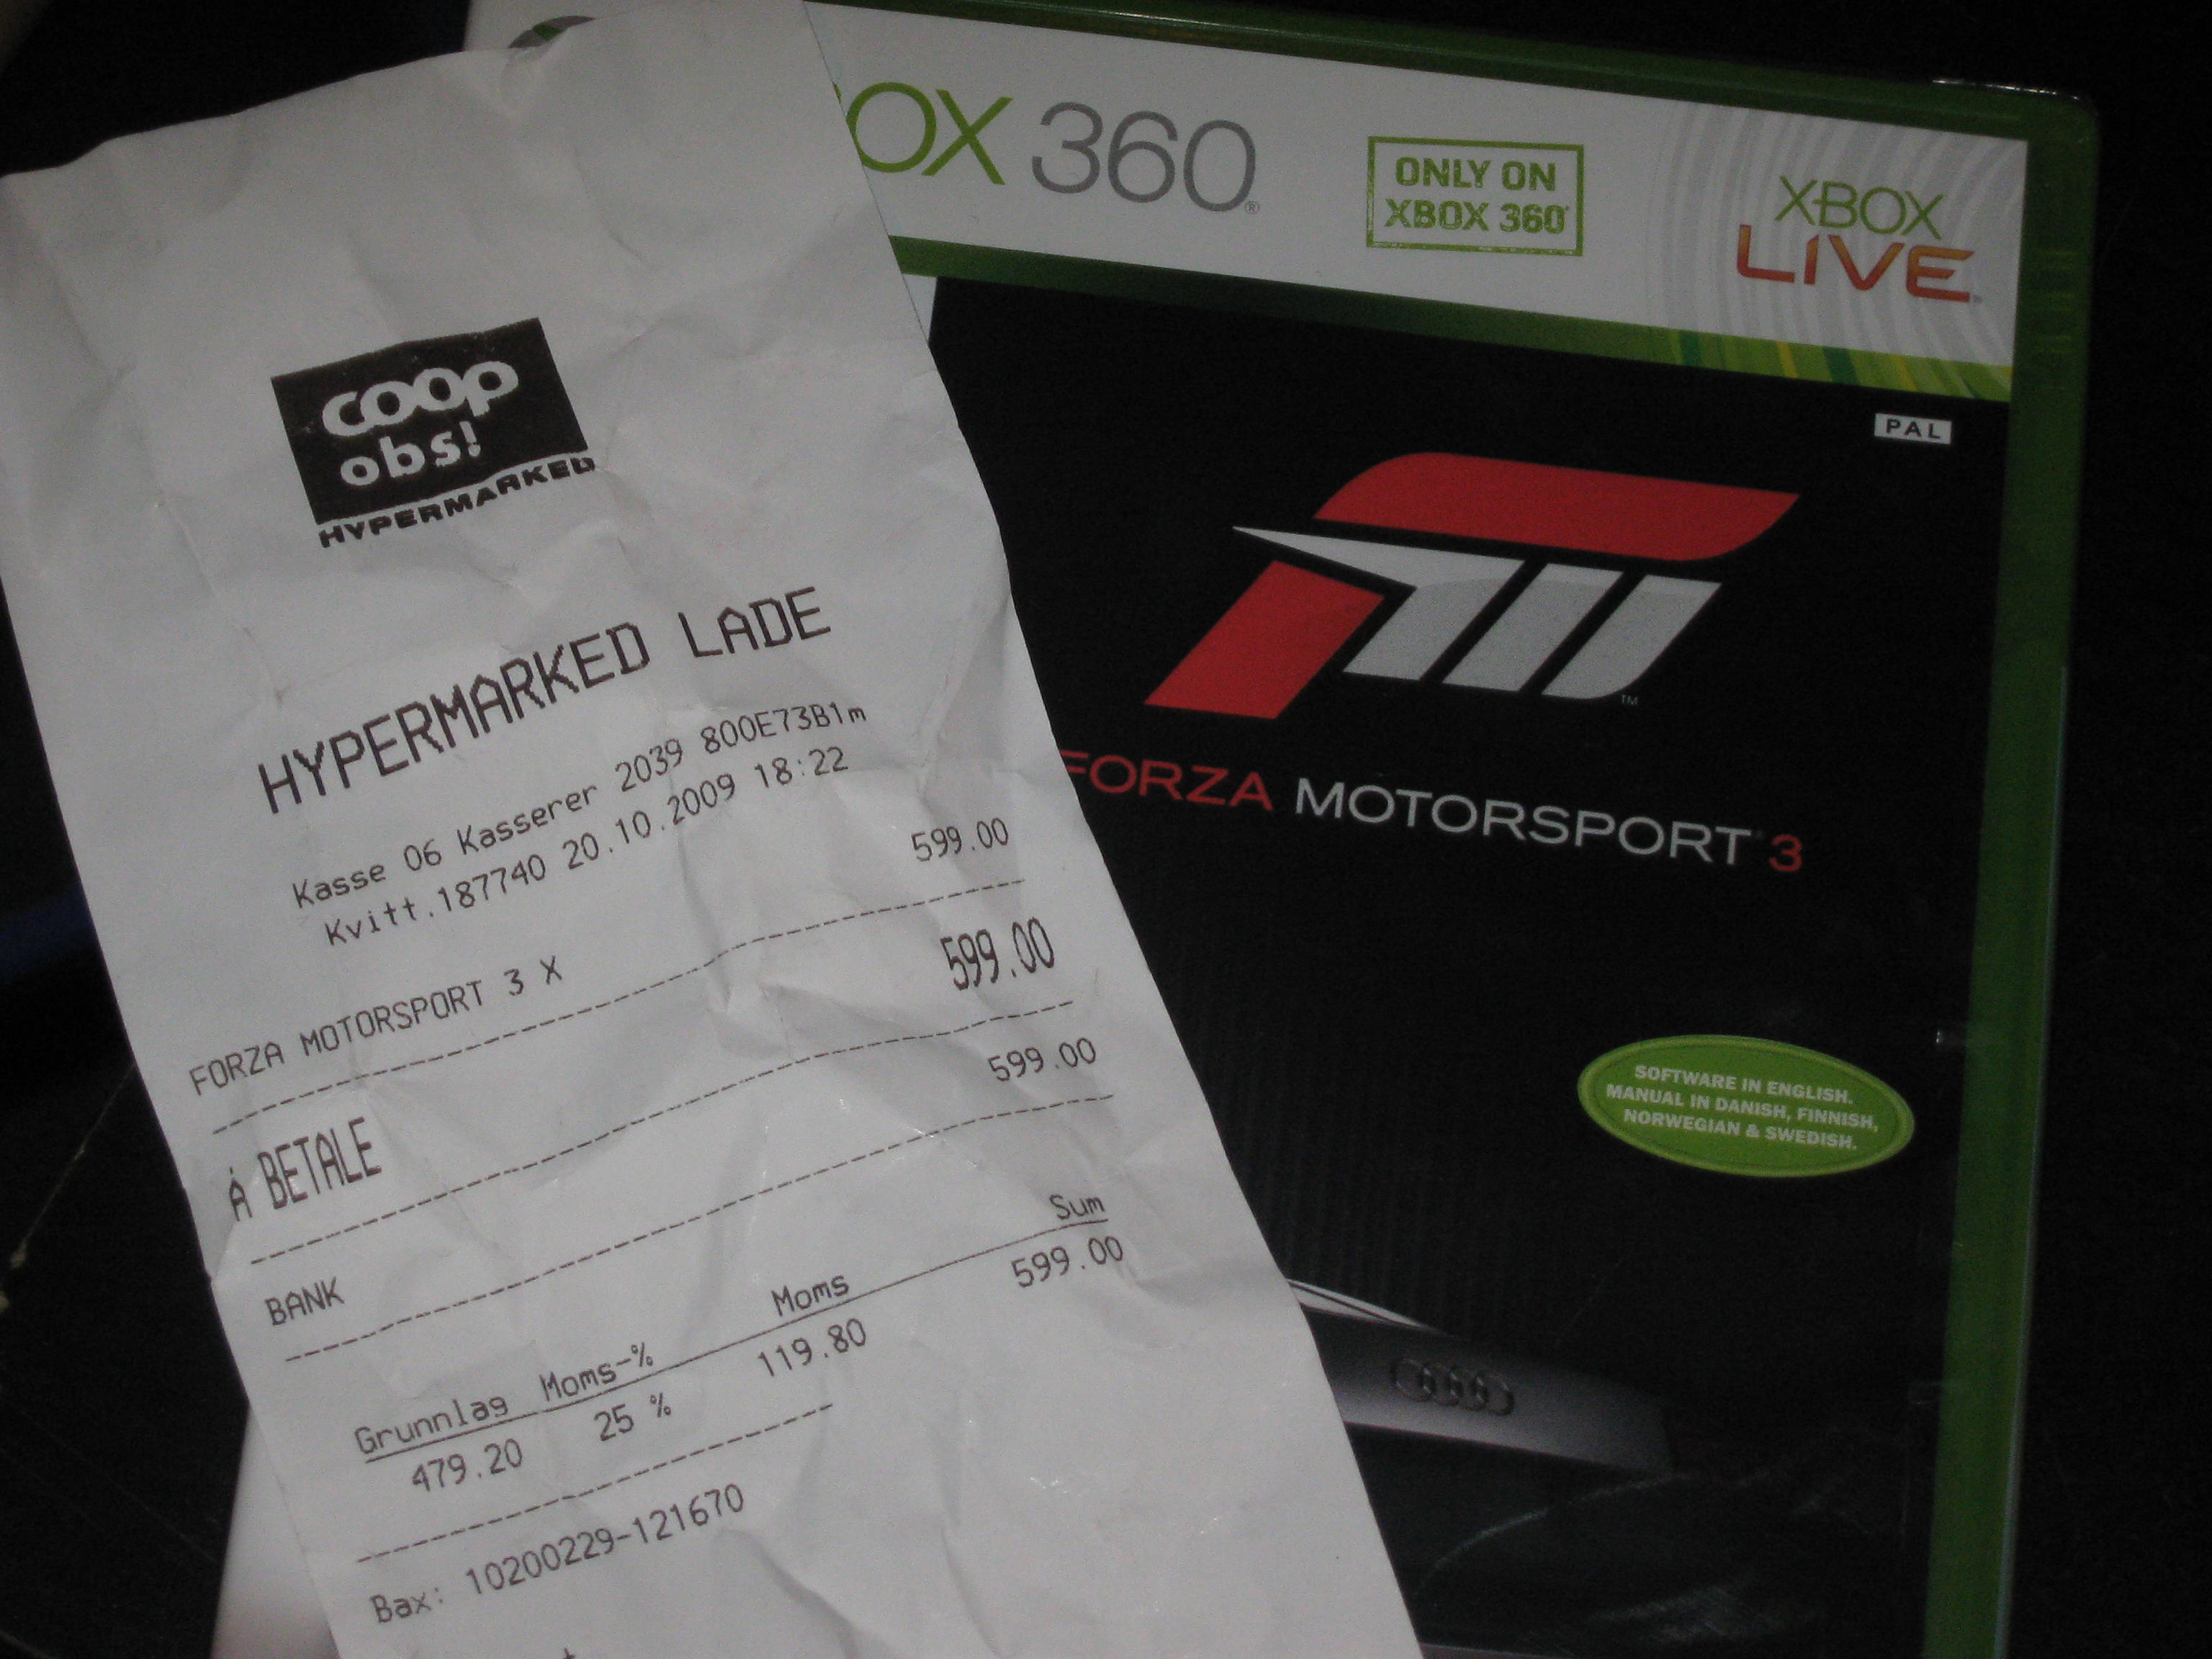 coop
obs!
HYPERMARKED
HYPERMARKED LADE
Kasse 06 Kasserer 2039 800E73B1m
Kvitt.187740 20.10.2009 18:22
FORZA MOTORSPORT 3 X 599.00
Á BETALE 599.00
BANK 599.00
Grunnlag Moms-% Moms Sum
479.20 25 % 119.80 599.00
Bax: 10200229-121670
OX 360®
ONLY ON
XBOX 360
XBOX
LIVE
PAL
TM
FORZA MOTORSPORT 3
SOFTWARE IN ENGLISH.
MANUAL IN DANISH, FINNISH,
NORWEGIAN & SWEDISH.